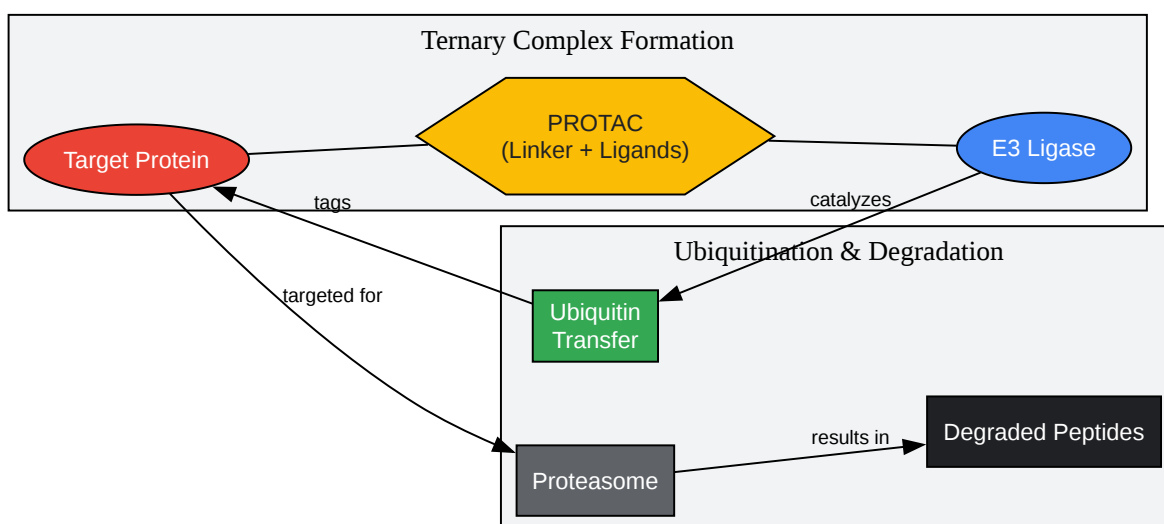 Ternary Complex Formation
PROTAC
(Linker + Ligands)
Target Protein
E3 Ligase
tags
catalyzes
Ubiquitination & Degradation
targeted for
Ubiquitin
Transfer
results in
Degraded Peptides
Proteasome